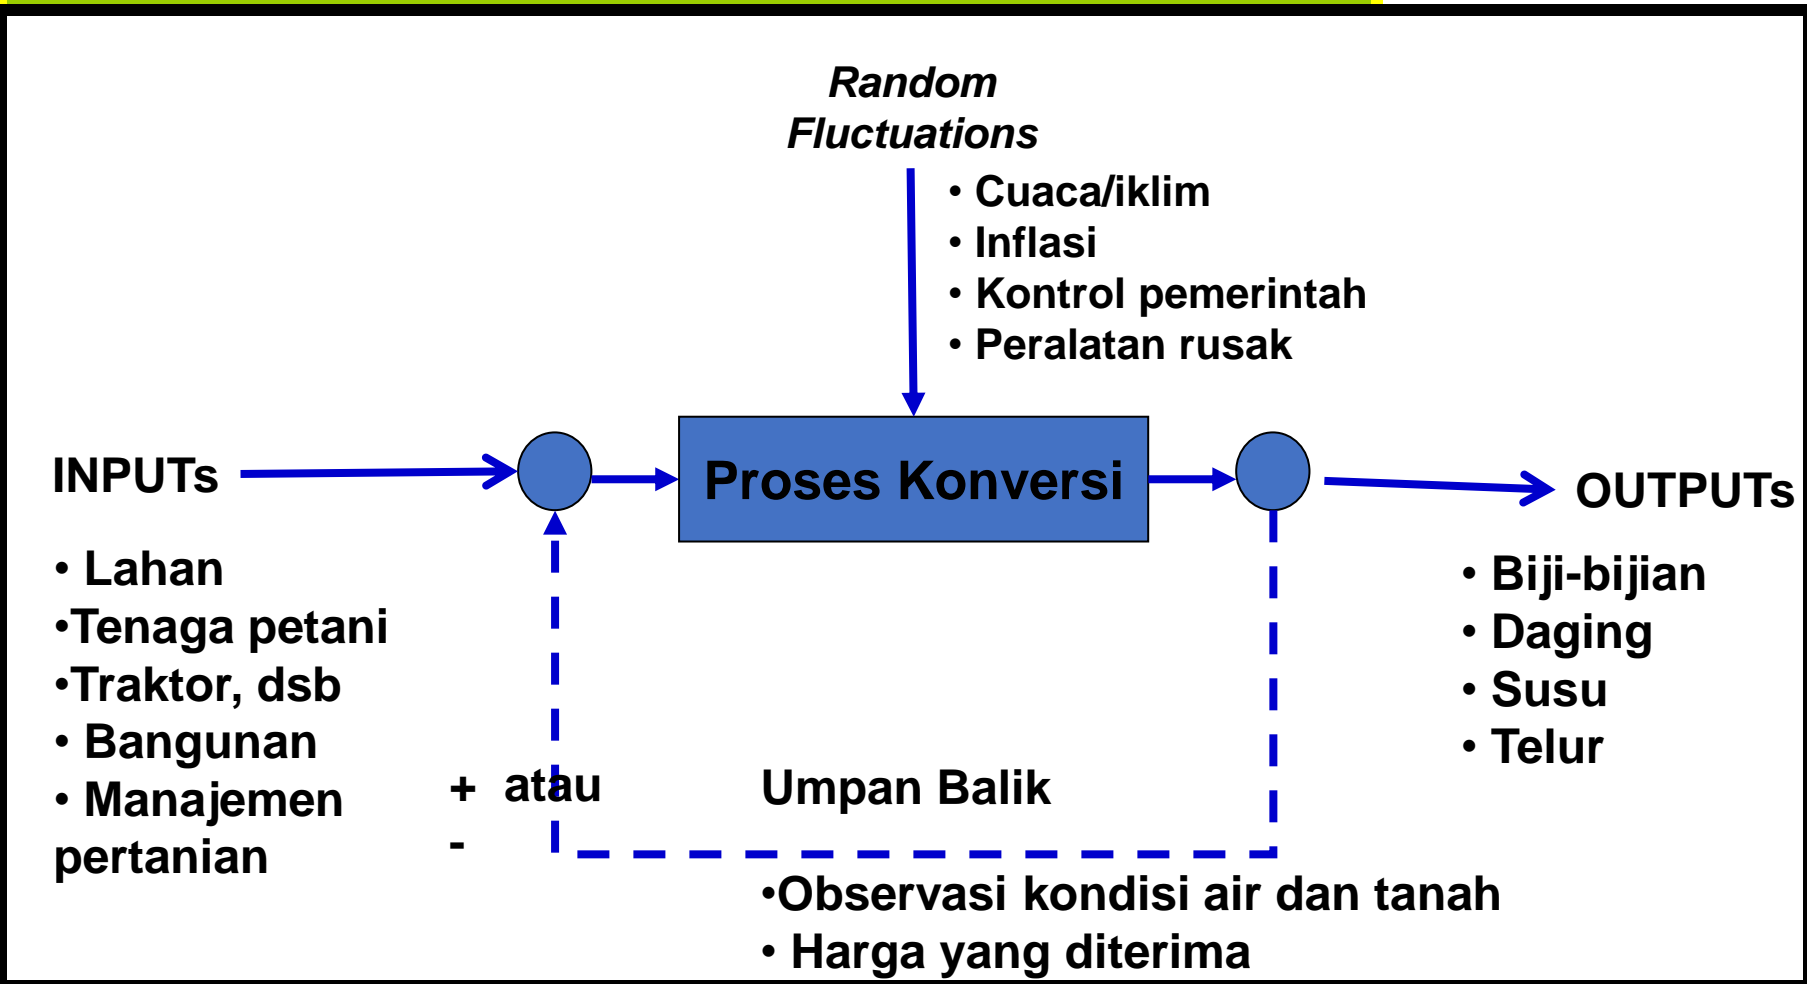 Random
Fluctuations
• Cuaca/iklim
• Inflasi
• Kontrol pemerintah
• Peralatan rusak
INPUTs
Proses Konversi
OUTPUTs
• Lahan
•Tenaga petani
•Traktor, dsb
• Bangunan
• Manajemen
pertanian
+ atau
-
Umpan Balik
•Observasi kondisi air dan tanah
• Harga yang diterima
• Biji-bijian
• Daging
• Susu
• Telur